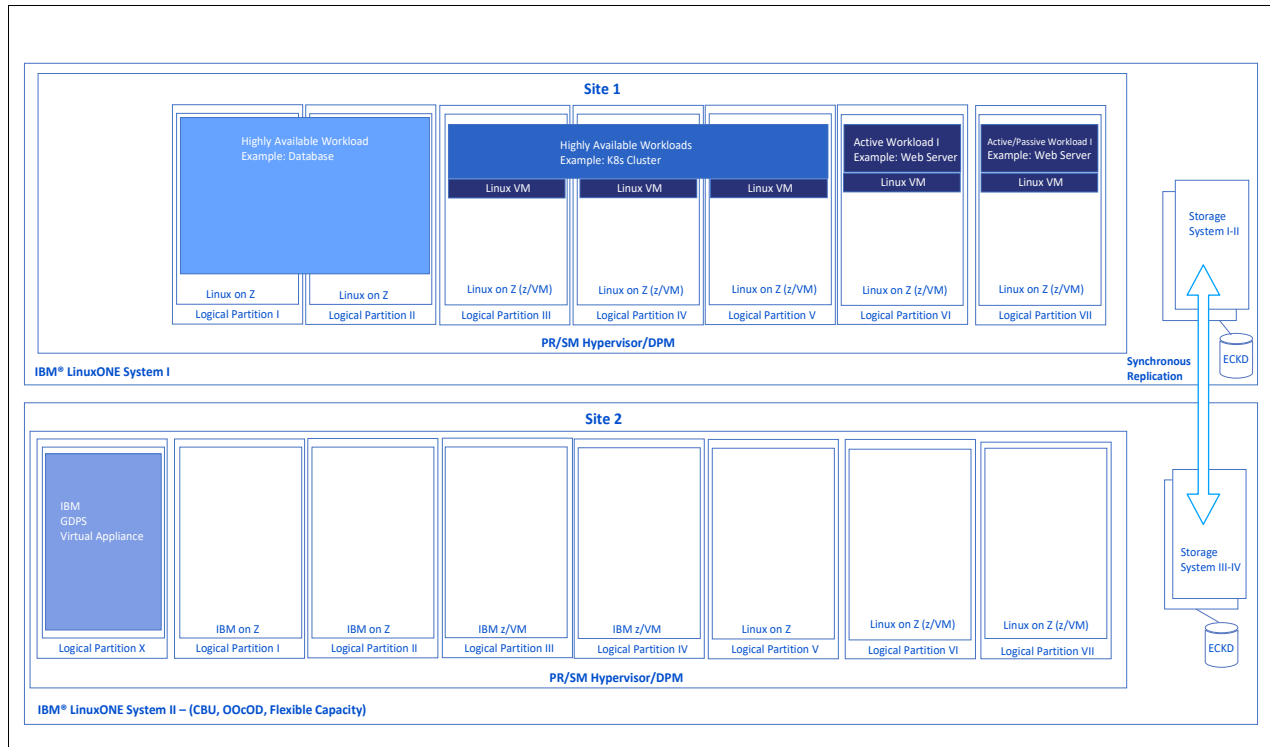 Site 1
Highly Available Workload
Example: Database
Highly Available Workloads
Example: K8s Cluster
Active Workload I
Example: Web Server
Active/Passive Workload I
Example: Web Server
Linux VM
Linux VM
Linux VM
Linux VM
Linux VM
Linux on Z
Linux on Z
Linux on Z (z/VM)
Linux on Z (z/VM)
Linux on Z (z/VM)
Linux on Z (z/VM)
Linux on Z (z/VM)
Logical Partition I
Logical Partition II
Logical Partition III
Logical Partition IV
Logical Partition V
Logical Partition VI
Logical Partition VII
PR/SM Hypervisor/DPM
IBM® LinuxONE System I
Storage
System I-II
ECKD
Synchronous
Replication
Site 2
IBM
GDPS
Virtual Appliance
IBM on Z
IBM on Z
IBM z/VM
IBM z/VM
Linux on Z
Linux on Z (z/VM)
Linux on Z (z/VM)
Logical Partition X
Logical Partition I
Logical Partition II
Logical Partition III
Logical Partition IV
Logical Partition V
Logical Partition VI
Logical Partition VII
PR/SM Hypervisor/DPM
IBM® LinuxONE System II – (CBU, OOcOD, Flexible Capacity)
Storage
System III-IV
ECKD